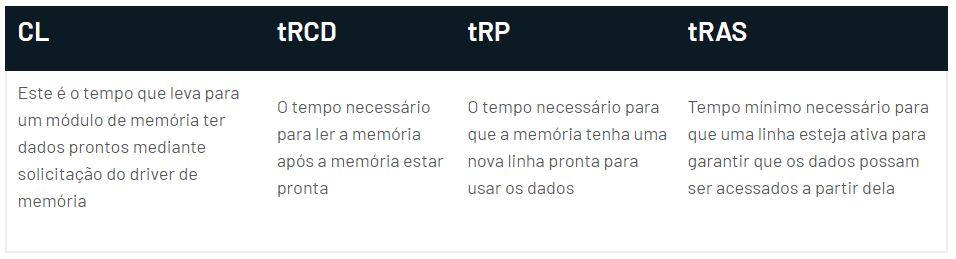 CL
tRCD
tRP
tRAS
Este é o tempo que leva para
um módulo de memória ter
dados prontos mediante
solicitação do driver de
memória
O tempo necessário
para ler a memória
após a memória estar
pronta
O tempo necessário para
que a memória tenha uma
nova linha pronta para
usar os dados
Tempo mínimo necessário para
que uma linha esteja ativa para
garantir que os dados possam
ser acessados a partir dela